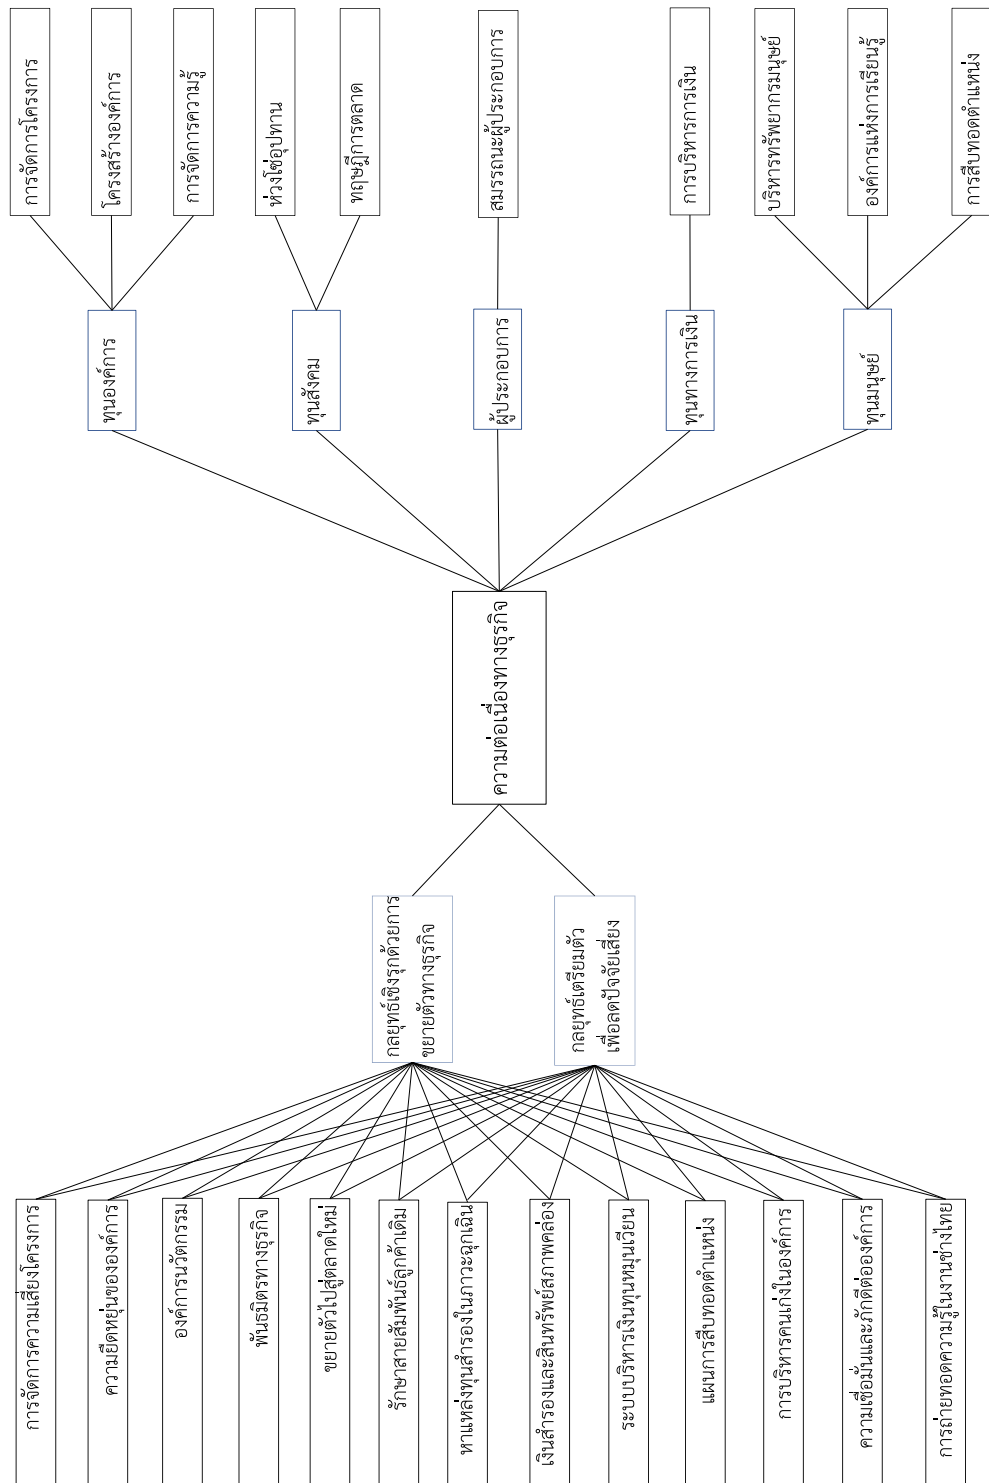 การจัดการโครงการ
โครงสร้างองค์การ
การจัดการความรู้
ห่วงโซ่อุปทาน
ทฤษฎีการตลาด
สมรรถนะผู้ประกอบการ
การบริหารการเงิน
บริหารทรัพยากรมนุษย์
องค์การแห่งการเรียนรู้
การสืบทอดตำแหน่ง
ทุนองค์การ
ทุนสังคม
ผู้ประกอบการ
ทุนทางการเงิน
ทุนมนุษย์
ความต่อเนื่องทางธุรกิจ
กลยุทธ์เชิงรุกด้วยการ
ขยายตัวทางธุรกิจ
กลยุทธ์เตรียมตัว
เพื่อลดปัจจัยเสี่ยง
การจัดการความเสี่ยงโครงการ
ความยืดหยุ่นขององค์การ
องค์การนวัตกรรม
พันธมิตรทางธุรกิจ
ขยายตัวไปสู่ตลาดใหม่
รักษาสายสัมพันธ์ลูกค้าเดิม
หาแหล่งทุนสำรองในภาวะฉุกเฉิน
เงินสำรองและสินทรัพย์สภาพคล่อง
ระบบบริหารเงินทุนหมุนเวียน
แผนการสืบทอดตำแหน่ง
การบริหารคนเก่งในองค์การ
ความเชื่อมั่นและภักดีต่อองค์การ
การถ่ายทอดความรู้ในงานช่างไทย